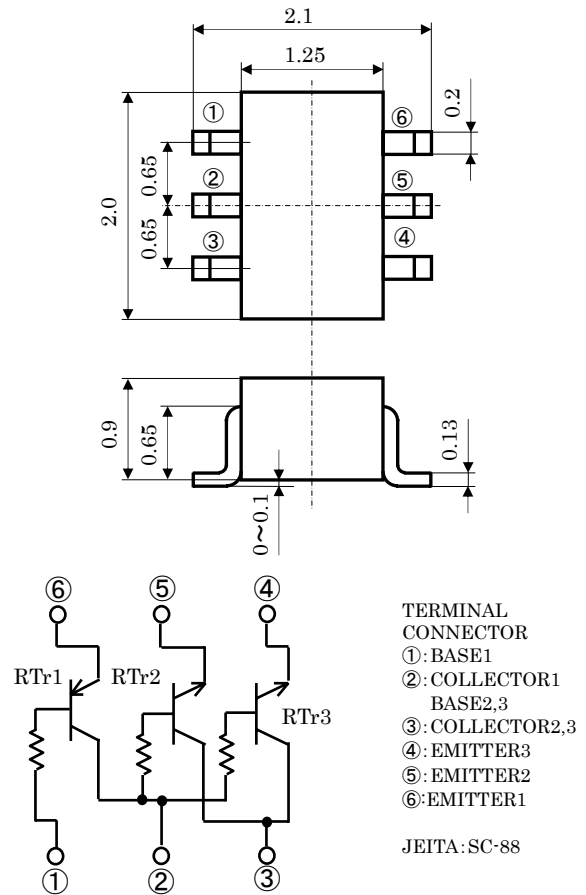 2.1
1.25
0.2
① ⑥
0.65
② ⑤
2.0
0.65
③ ④
0.9
0.65
0.13
0~0.1
⑥ ⑤ ④
RTr1 RTr2 RTr3
① ② ③
TERMINAL
CONNECTOR
①:BASE1
②:COLLECTOR1
BASE2,3
③:COLLECTOR2,3
④:EMITTER3
⑤:EMITTER2
⑥:EMITTER1
JEITA:SC-88